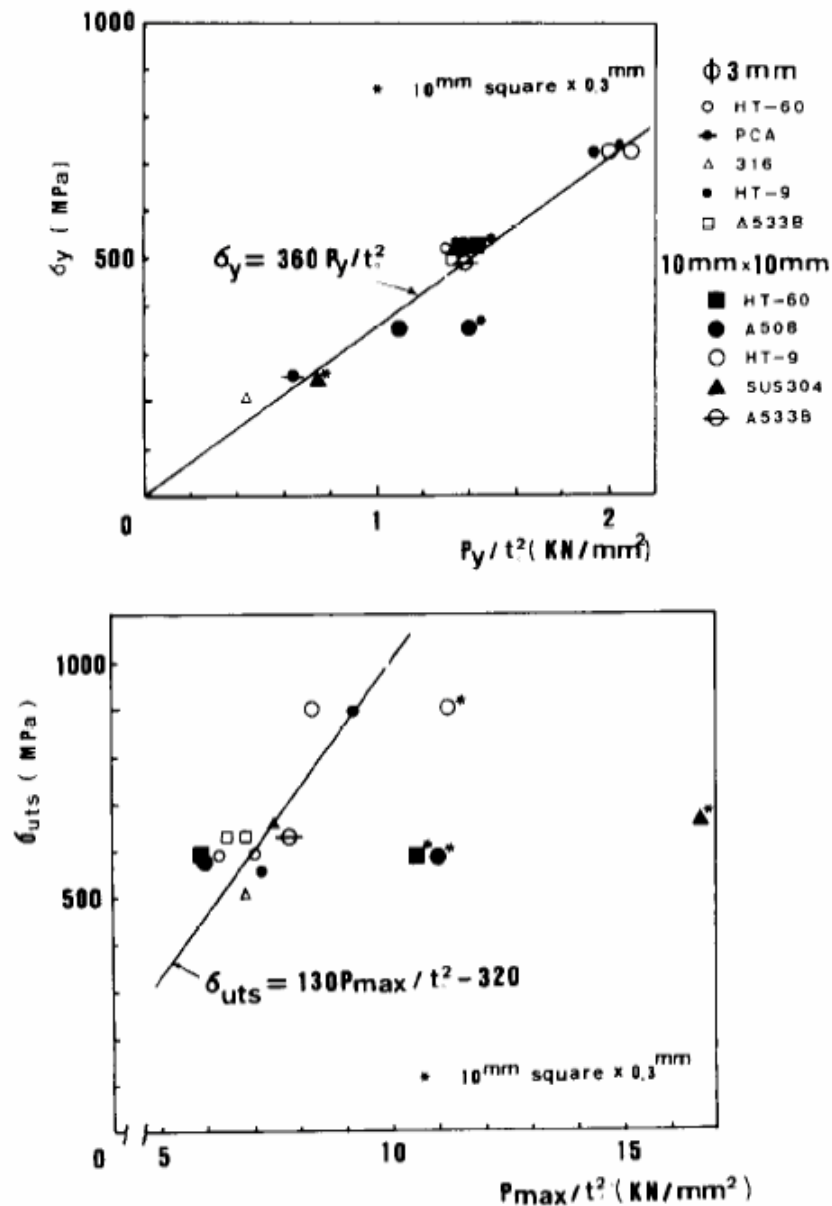 1000
* 10mm square x 0.3mm
ϕ 3mm
HT-60
PCA
316
HT-9
A533B
10mm x 10mm
HT-60
A508
HT-9
SUS304
A533B
σy ( MPa)
500
σy = 360 Py/t²
0
1
2
Py / t² ( KN/mm²)
1000
σuts ( MPa)
500
σuts = 130Pmax/t² - 320
* 10mm square x 0.3mm
0
5
10
15
Pmax/t² (KN/mm²)